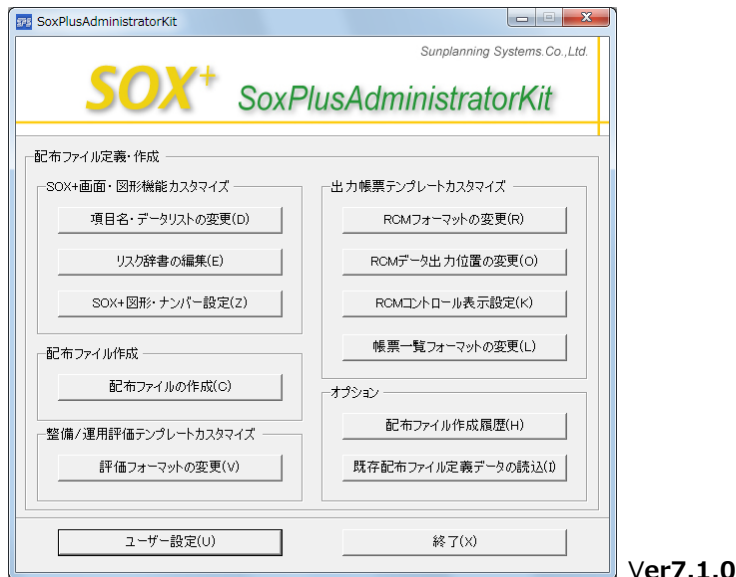 SPS SoxPlusAdministratorKit
Sunplanning Systems.Co.,Ltd.
SOX+ SoxPlusAdministratorKit
配布ファイル定義・作成
SOX+画面・図形機能カスタマイズ
項目名・データリストの変更(D)
リスク辞書の編集(E)
SOX+図形・ナンバー設定(Z)
配布ファイル作成
配布ファイルの作成(C)
整備/運用評価テンプレートカスタマイズ
評価フォーマットの変更(V)
出力帳票テンプレートカスタマイズ
RCMフォーマットの変更(R)
RCMデータ出力位置の変更(O)
RCMコントロール表示設定(K)
帳票一覧フォーマットの変更(L)
オプション
配布ファイル作成履歴(H)
既存配布ファイル定義データの読込(I)
ユーザー設定(U)
終了(X)
Ver7.1.0